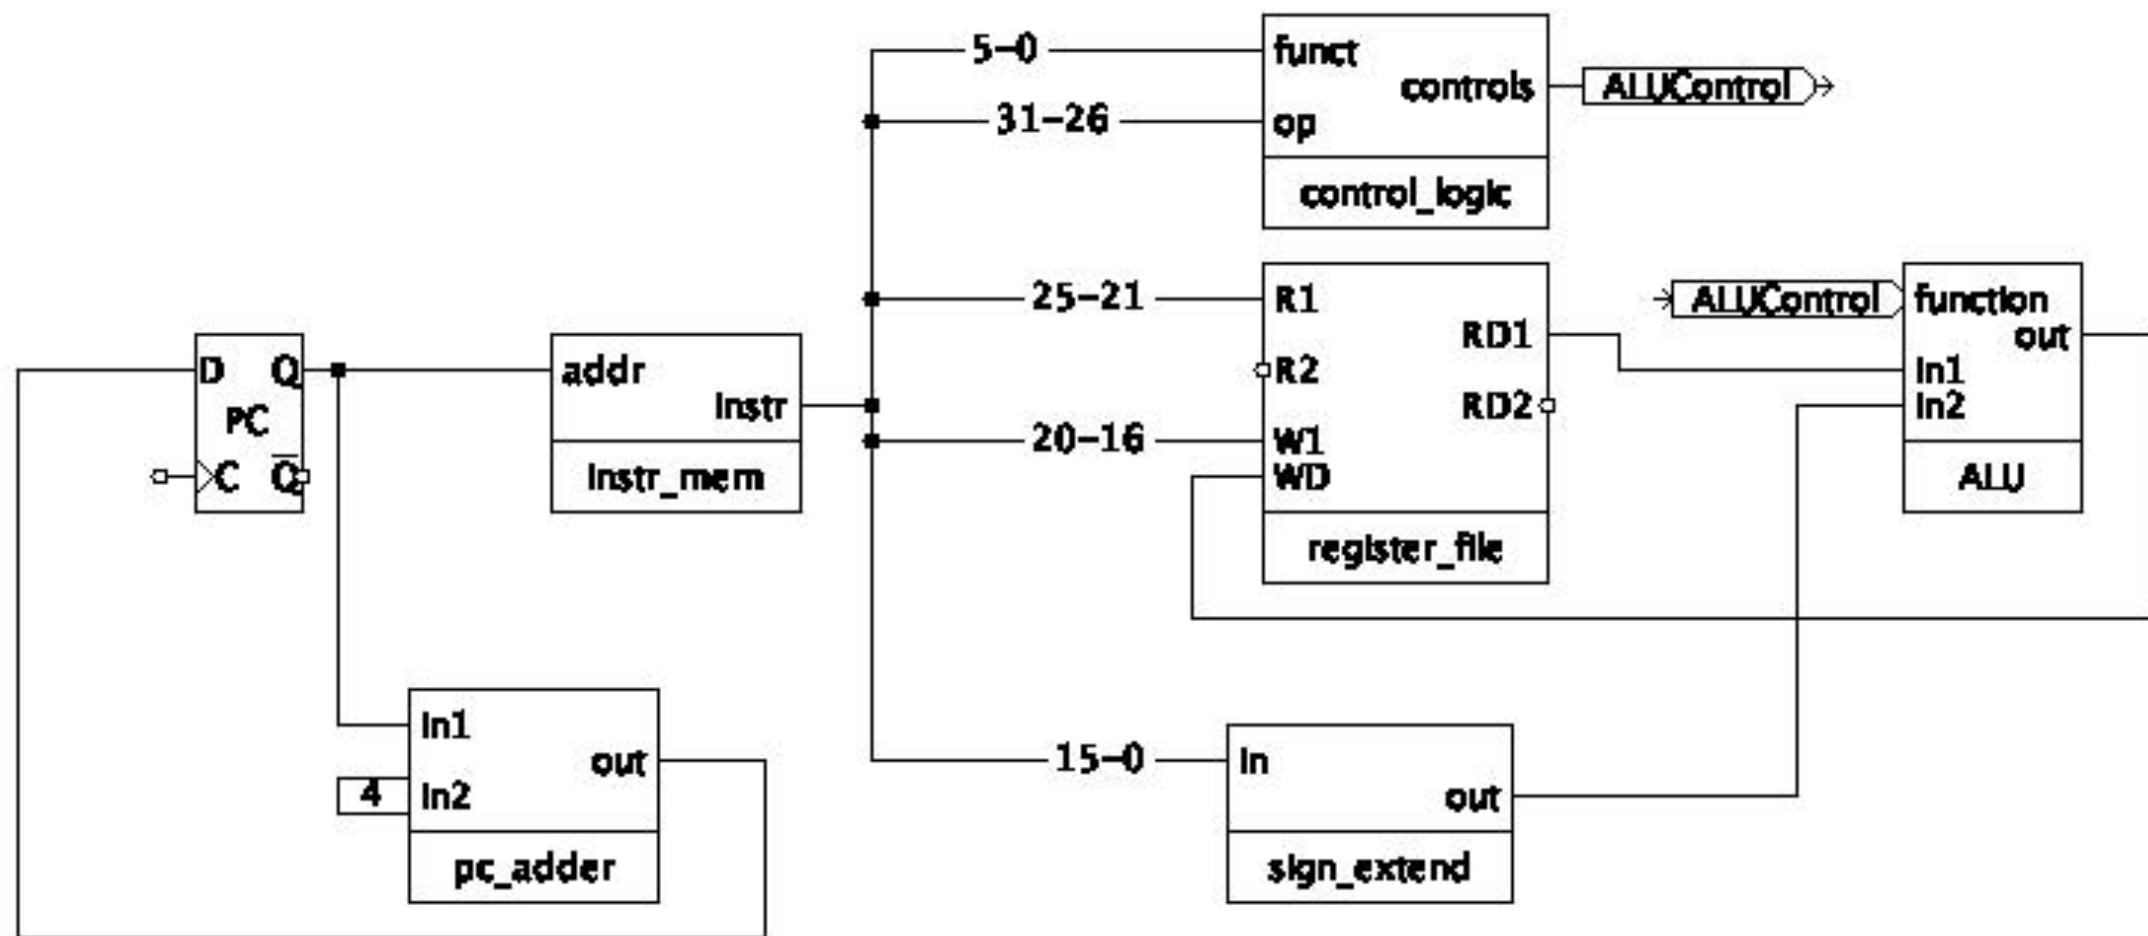 5-0
funct
controls
ALUControl
31-26
op
control_logic
25-21
R1
RD1
ALUControl
function
out
D Q
addr
R2
In1
PC
Instr
RD2
In2
20-16
W1
C Q
Instr_mem
WD
ALU
register_file
In1
out
15-0
In
4
In2
out
pc_adder
sign_extend